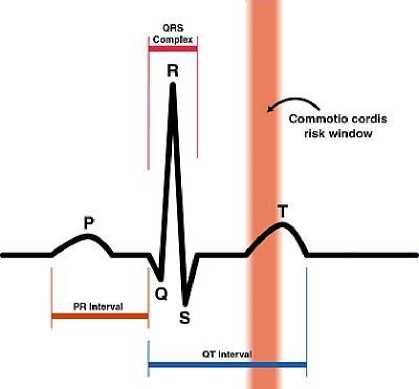 QRS
Complex
R
Commotio cordis
risk window
P
T
Q
S
PR Interval
QT Interval